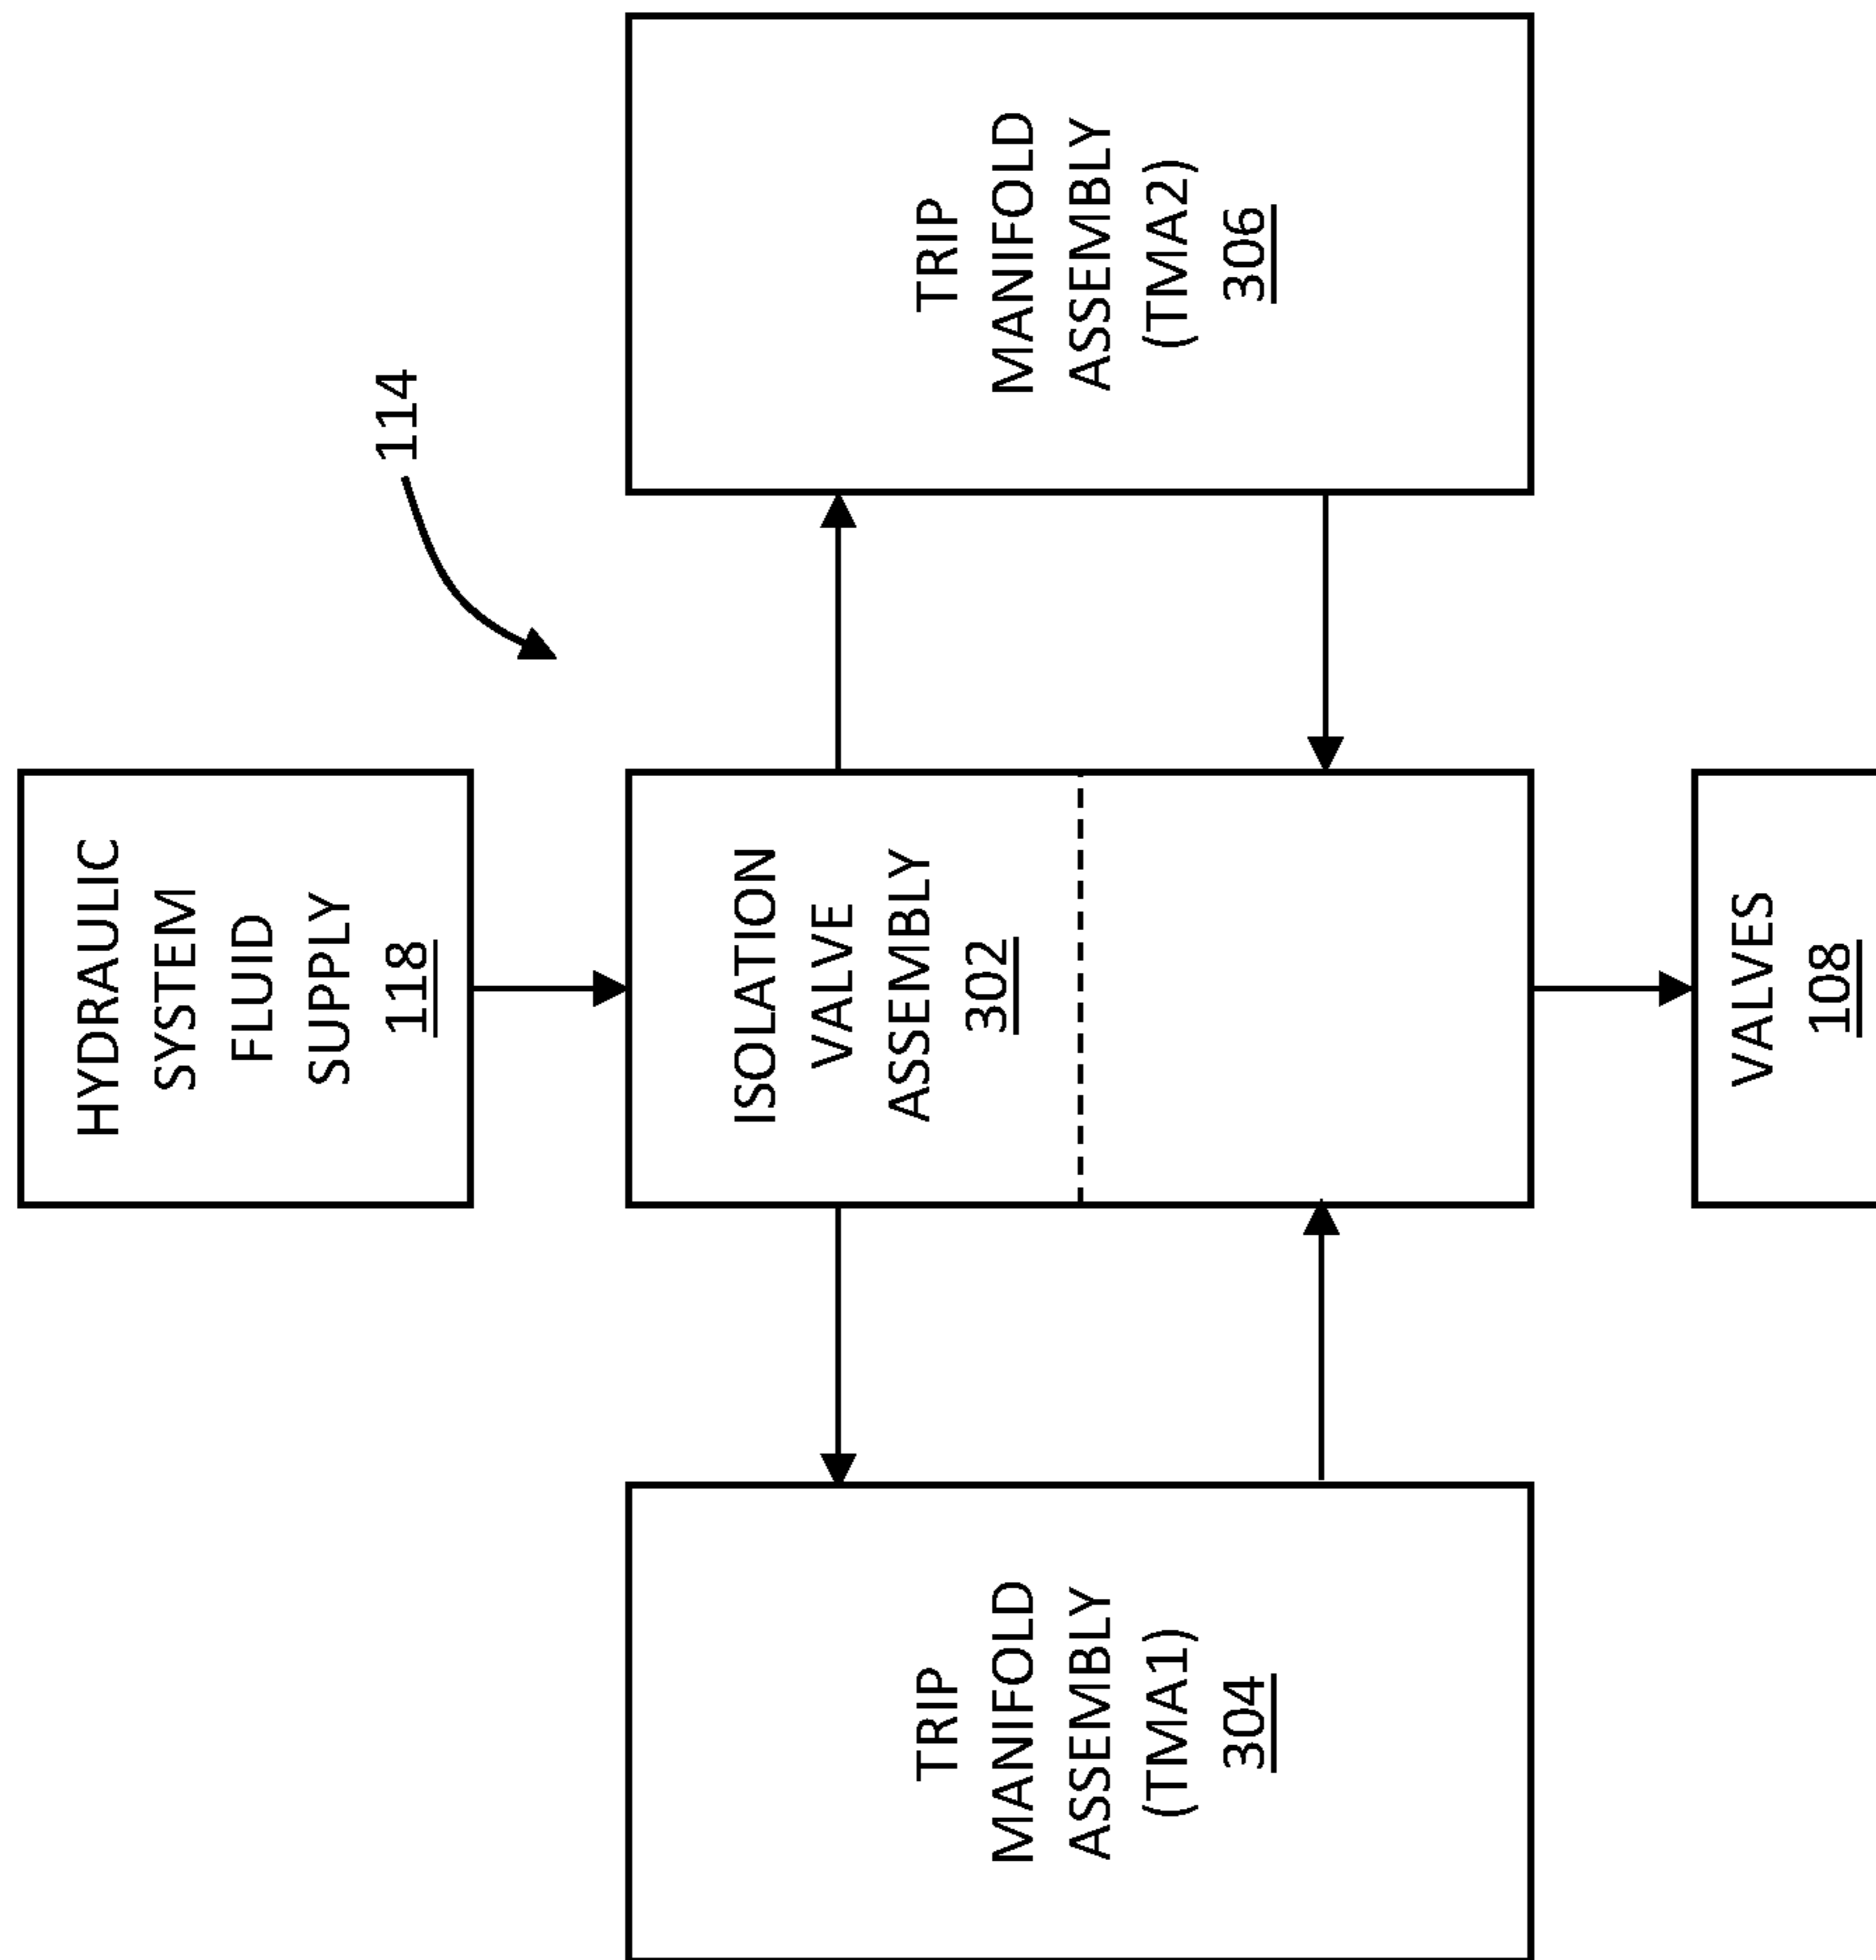 114
HYDRAULIC
SYSTEM
FLUID
SUPPLY
118
TRIP
MANIFOLD
ASSEMBLY
(TMA1)
304
ISOLATION
VALVE
ASSEMBLY
302
TRIP
MANIFOLD
ASSEMBLY
(TMA2)
306
VALVES
108